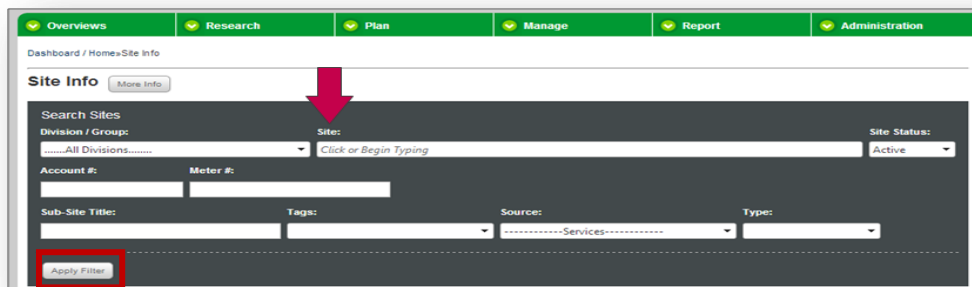 Overviews Research Plan Manage Report Administration
Dashboard / Home»Site Info
Site Info More Info
Search Sites
Division / Group: Site: Site Status:
.......All Divisions........ Click or Begin Typing Active
Account #: Meter #:
Sub-Site Title: Tags: Source: Type:
------------Services------------
Apply Filter